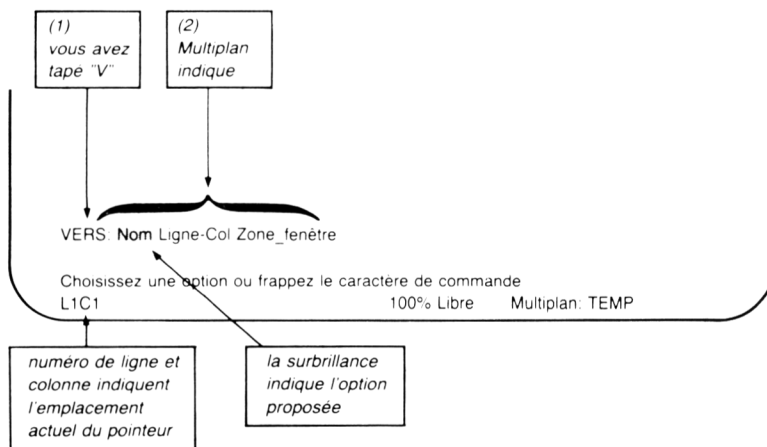 (1)
vous avez
tapé "V"
(2)
Multiplan
indique
VERS: Nom Ligne-Col Zone_fenêtre
Choisissez une option ou frappez le caractère de commande
L1C1 100% Libre Multiplan: TEMP
numéro de ligne et
colonne indiquent
l'emplacement
actuel du pointeur
la surbrillance
indique l'option
proposée